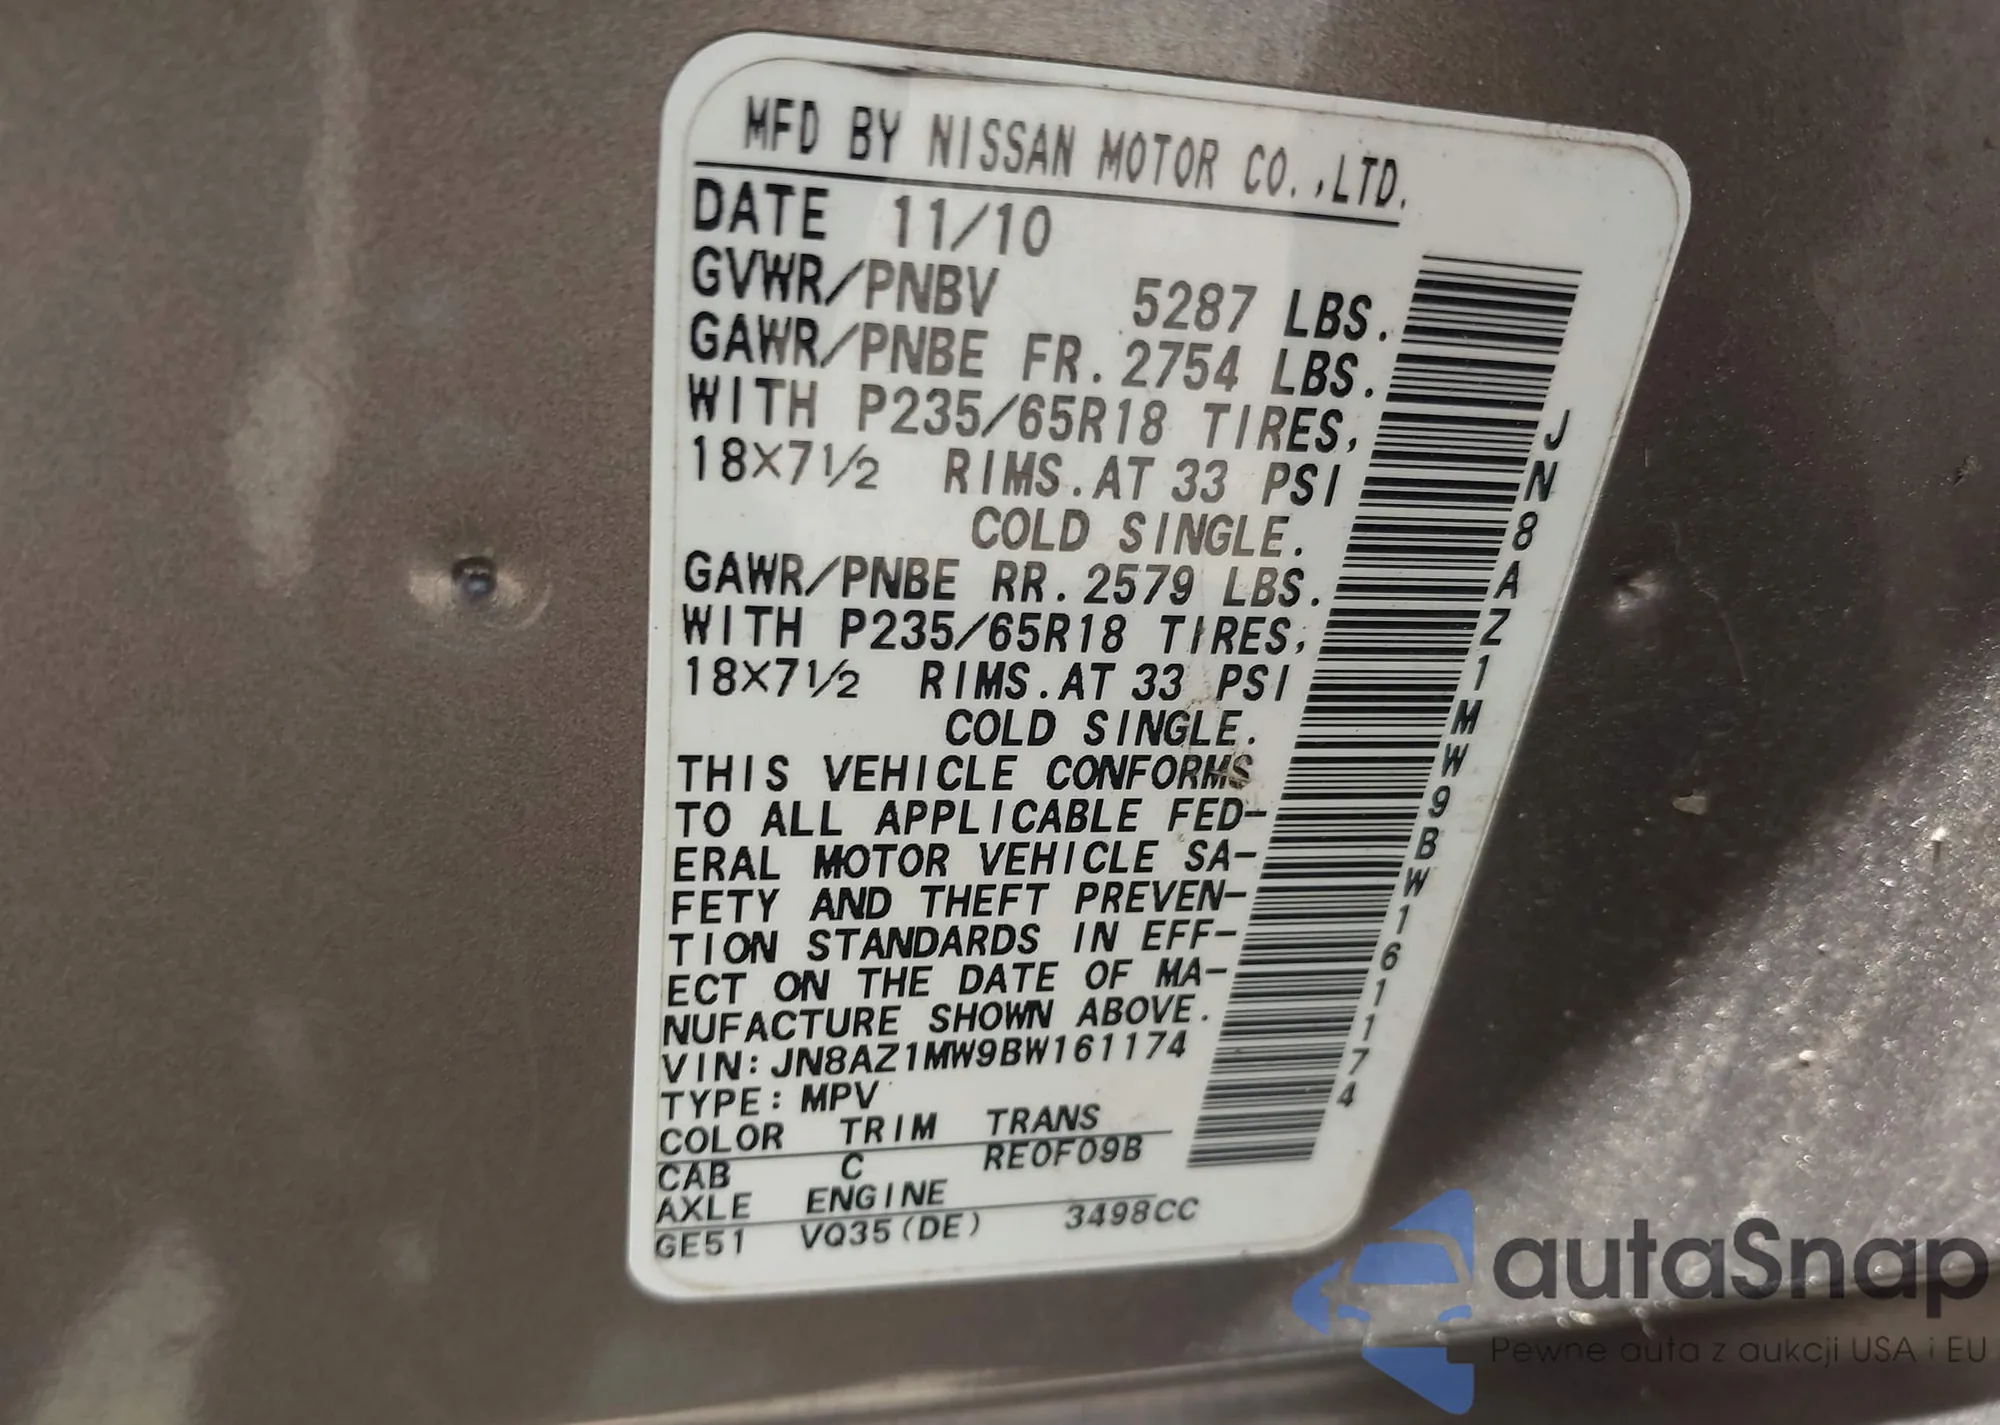 MFD BY NISSAN MOTOR CO.,LTD.
DATE 11/10
GVWR/PNBV 5287 LBS.
GAWR/PNBE FR. 2754 LBS.
WITH P235/65R18 TIRES,
18×7½ RIMS.AT 33 PSI
COLD SINGLE.
GAWR/PNBE RR. 2579 LBS.
WITH P235/65R18 TIRES,
18×7½ RIMS.AT 33 PSI
COLD SINGLE.
THIS VEHICLE CONFORMS
TO ALL APPLICABLE FED-
ERAL MOTOR VEHICLE SA-
FETY AND THEFT PREVEN-
TION STANDARDS IN EFF-
ECT ON THE DATE OF MA-
NUFACTURE SHOWN ABOVE.
VIN:JN8AZ1MW9BW161174
TYPE:MPV
COLOR TRIM TRANS
CAB C RE0F09B
AXLE ENGINE
GE51 VQ35(DE) 3498CC
JN8AZ1MW9BW161174
autaSnap
Pewne auta z aukcji USA i EU